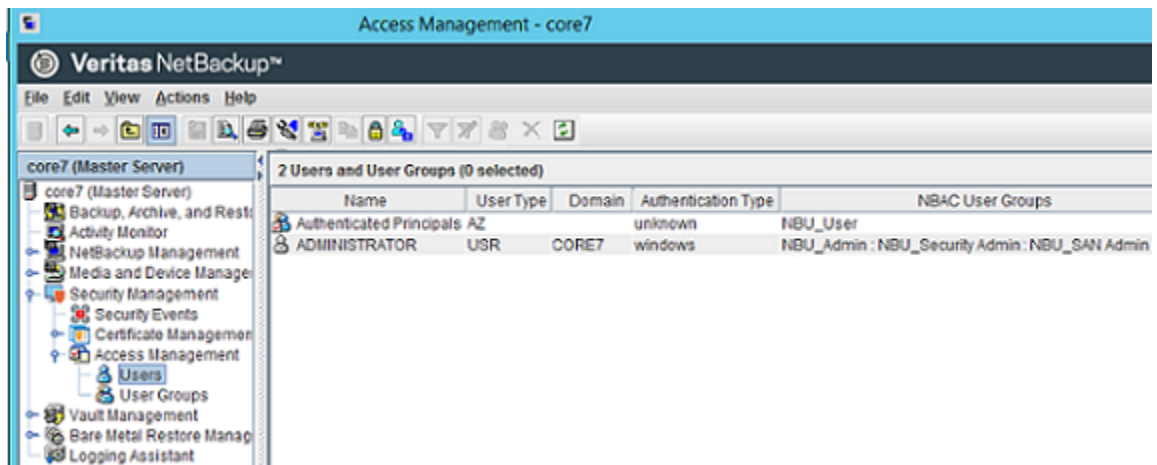 Access Management - core7
Veritas NetBackup™
File Edit View Actions Help
core7 (Master Server)
2 Users and User Groups (0 selected)
core7 (Master Server)
Backup, Archive, and Resto
Activity Monitor
NetBackup Management
Media and Device Manage
Security Management
Security Events
Certificate Managemen
Access Management
Users
User Groups
Vault Management
Bare Metal Restore Manag
Logging Assistant
Name User Type Domain Authentication Type NBAC User Groups
Authenticated Principals AZ unknown NBU_User
ADMINISTRATOR USR CORE7 windows NBU_Admin : NBU_Security Admin : NBU_SAN Admin